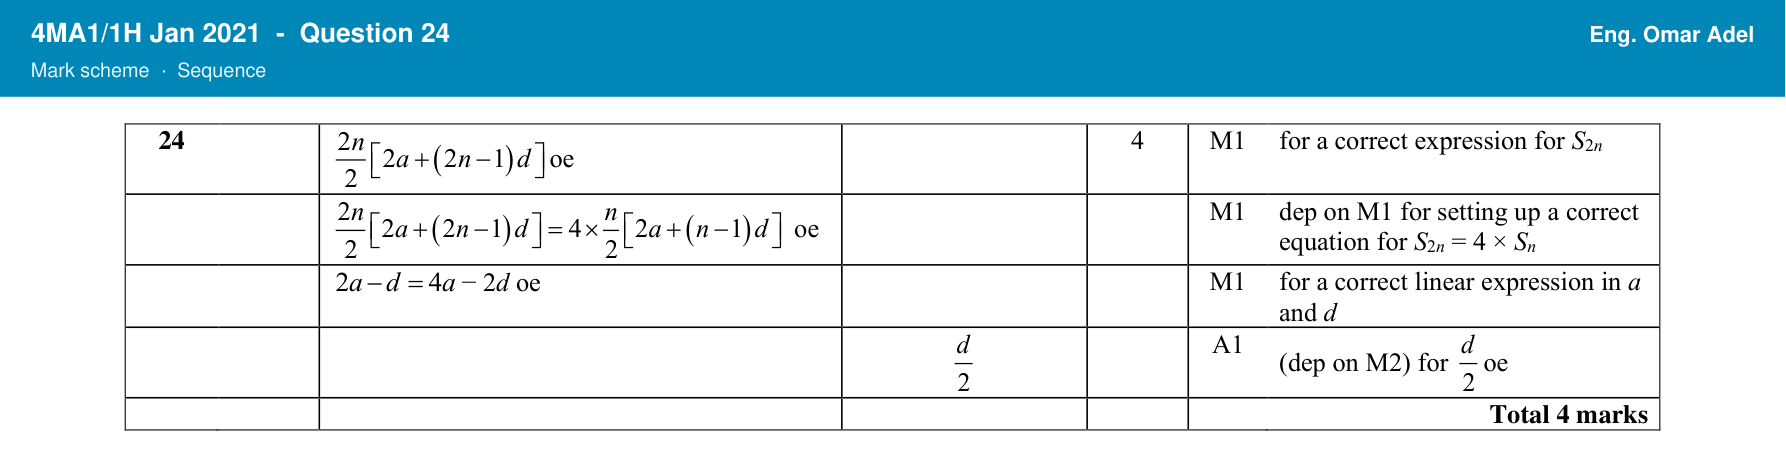 4MA1/1H Jan 2021 - Question 24
Eng. Omar Adel
Mark scheme · Sequence
24 2n/2[2a+(2n−1)d] oe 4 M1 for a correct expression for S2n
2n/2[2a+(2n−1)d]=4×n/2[2a+(n−1)d] oe M1 dep on M1 for setting up a correct
equation for S2n = 4 × Sn
2a−d = 4a − 2d oe M1 for a correct linear expression in a
and d
d/2 A1 (dep on M2) for d/2 oe
Total 4 marks